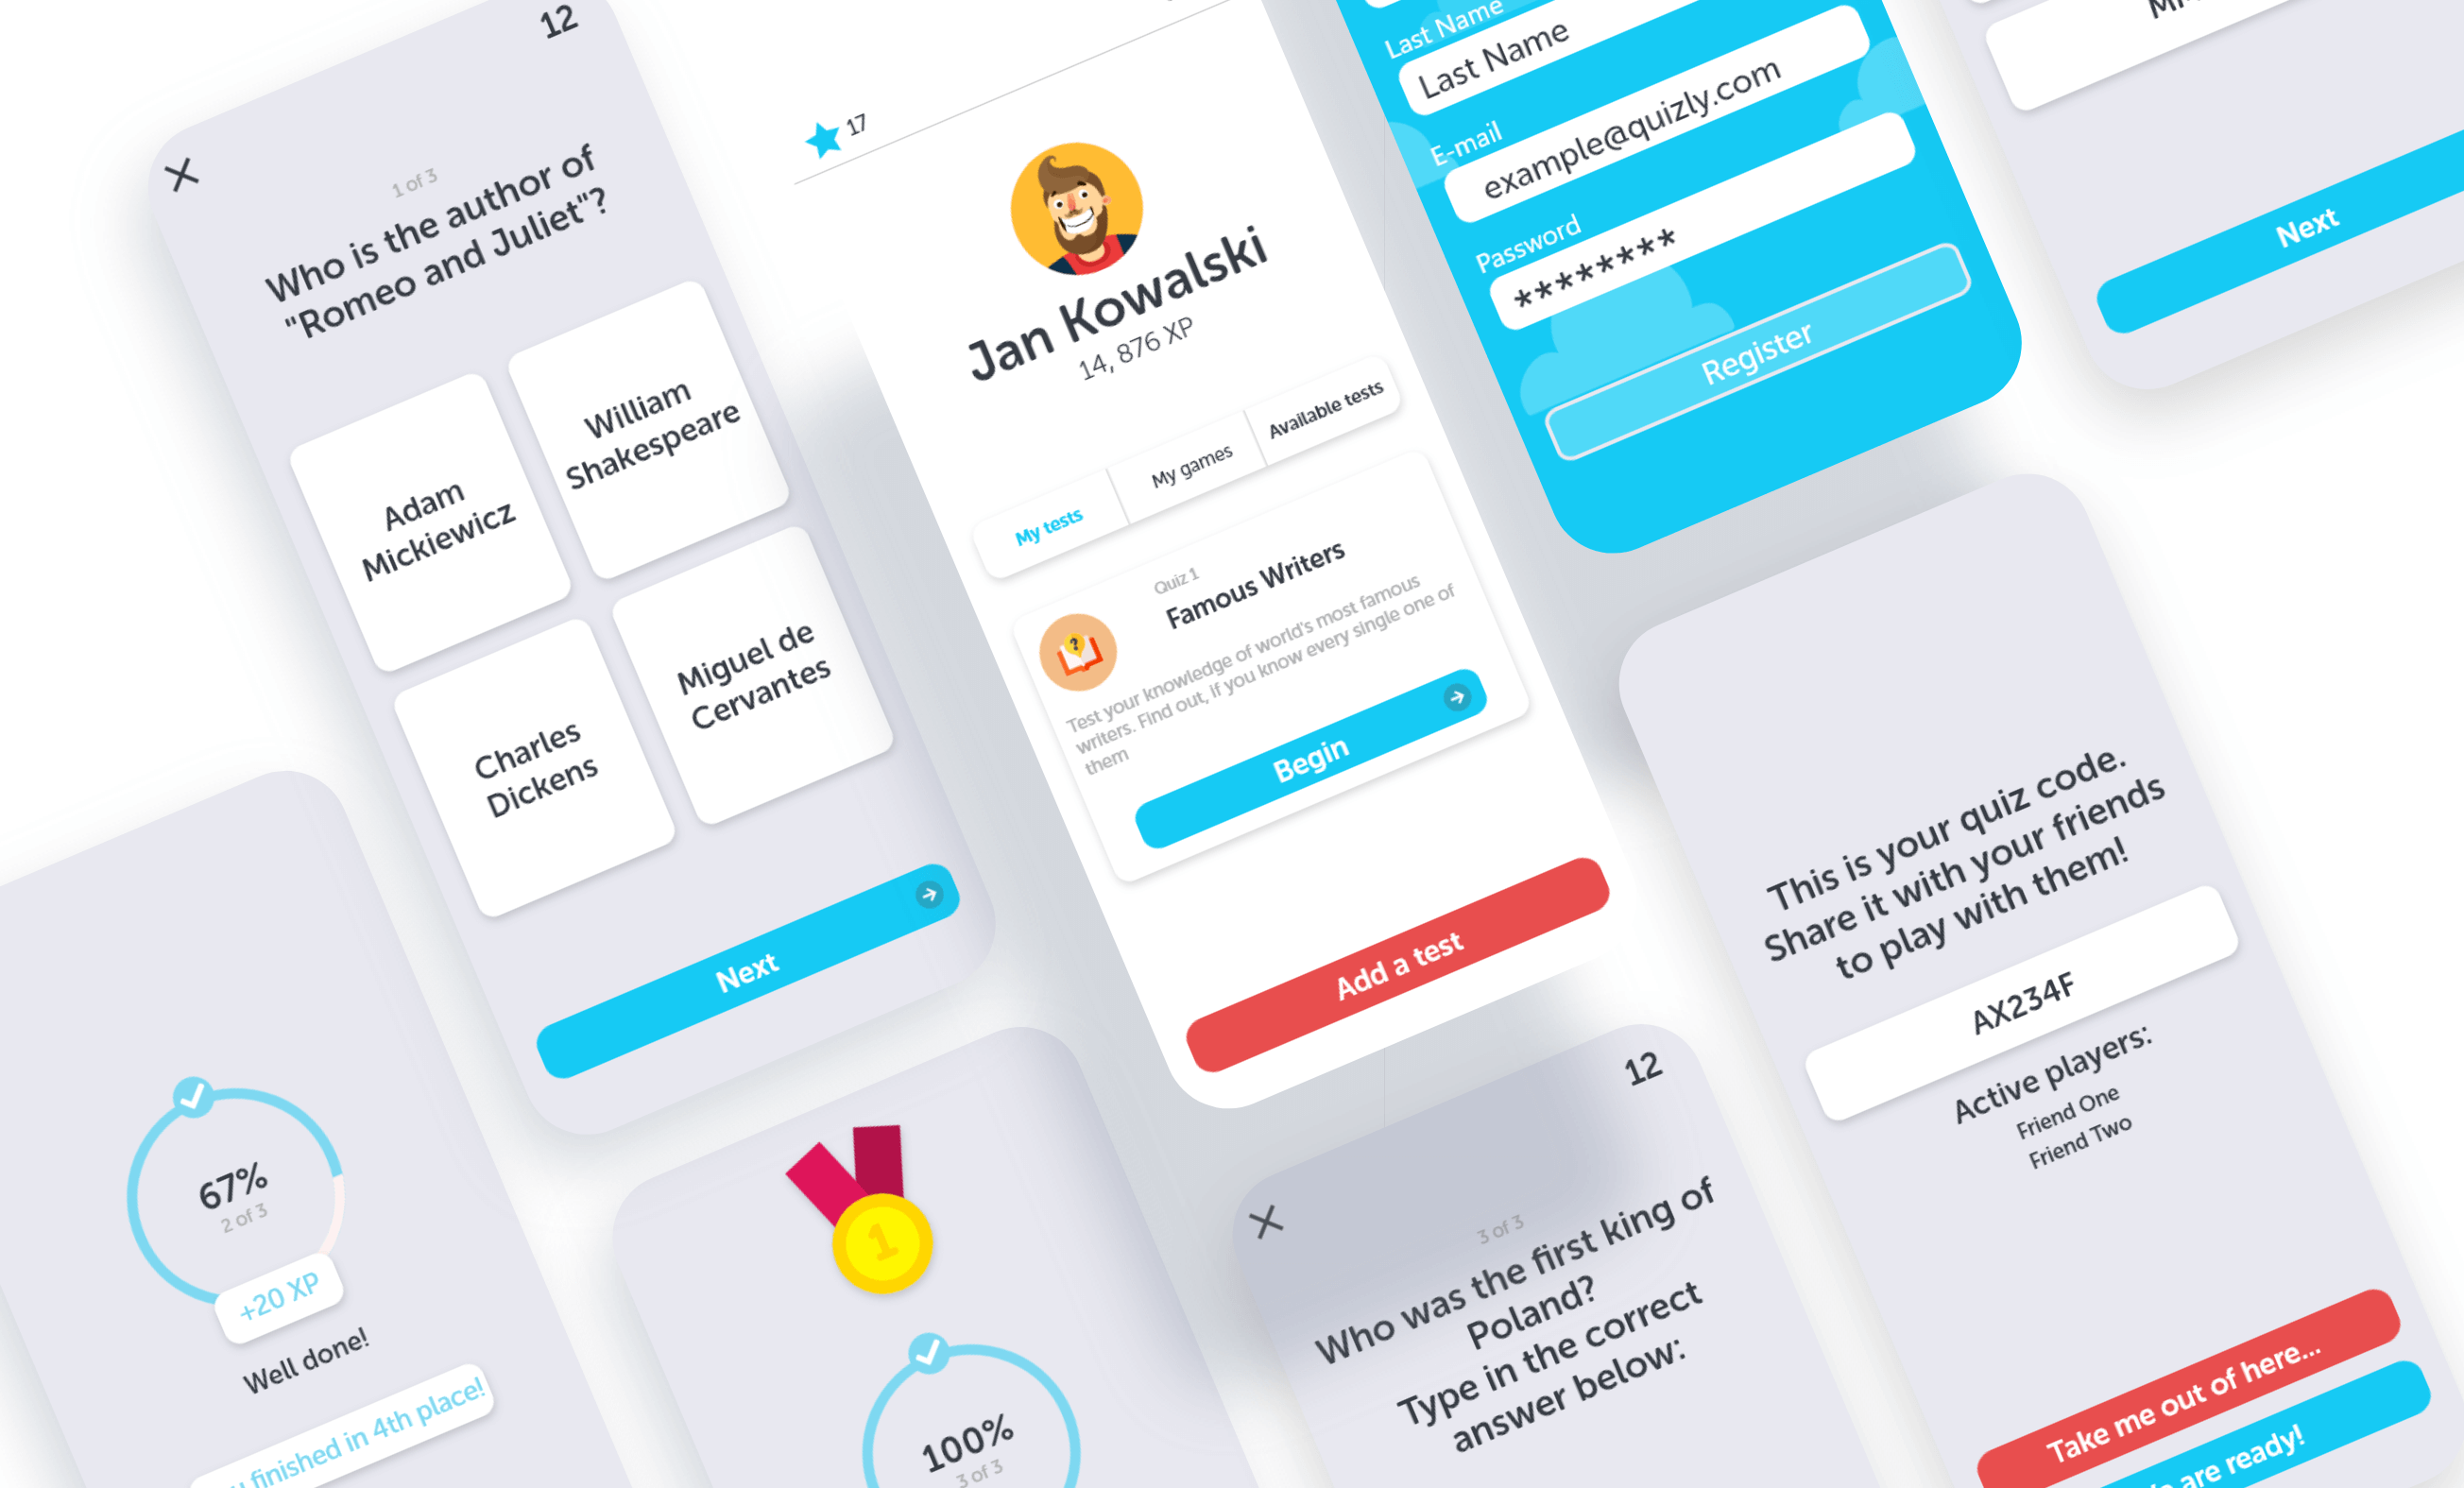 12
1 of 3
Who is the author of
"Romeo and Juliet"?
Adam
Mickiewicz
William
Shakespeare
Charles
Dickens
Miguel de
Cervantes
Next
17
Jan Kowalski
14, 876 XP
My tests
My games
Available tests
Quiz 1
Famous Writers
Test your knowledge of world's most famous
writers. Find out, if you know every single one of
them
Begin
Add a test
Last Name
Last Name
E-mail
example@quizly.com
Password
********
Register
Next
This is your quiz code.
Share it with your friends
to play with them!
AX234F
Active players:
Friend One
Friend Two
Take me out of here...
are ready!
67%
2 of 3
+20 XP
Well done!
finished in 4th place!
1
100%
3 of 3
12
3 of 3
Who was the first king of
Poland?
Type in the correct
answer below: